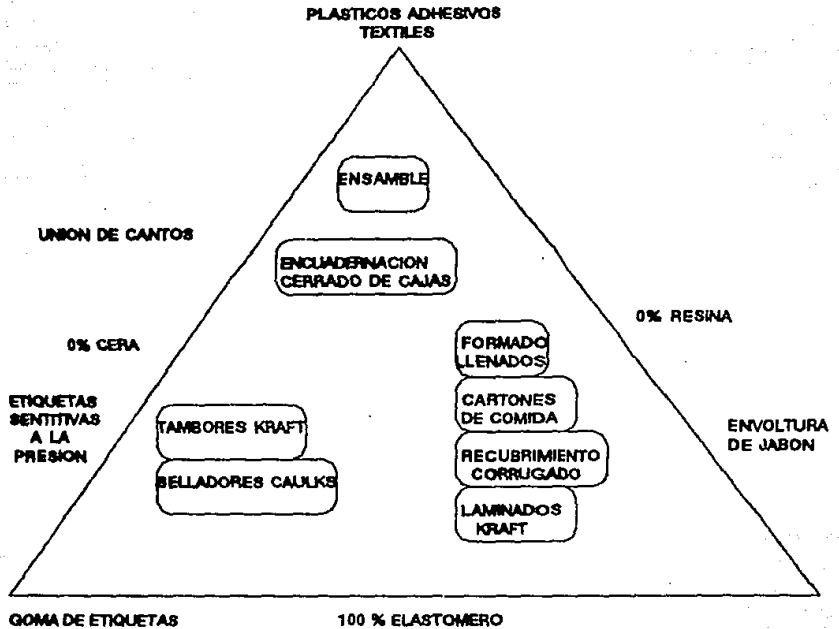 PLASTICOS ADHESIVOS
TEXTILES
ENSAMBLE
UNION DE CANTOS
ENCUADERNACION
CERRADO DE CAJAS
0% RESINA
0% CERA
FORMADO
LLENADOS
ETIQUETAS
SENTITIVAS
A LA
PRESION
CARTONES
DE COMIDA
TAMBORES KRAFT
ENVOLTURA
DE JABON
RECUBRIMIENTO
CORRUGADO
SELLADORES CAULKS
LAMINADOS
KRAFT
GOMA DE ETIQUETAS
100 % ELASTOMERO